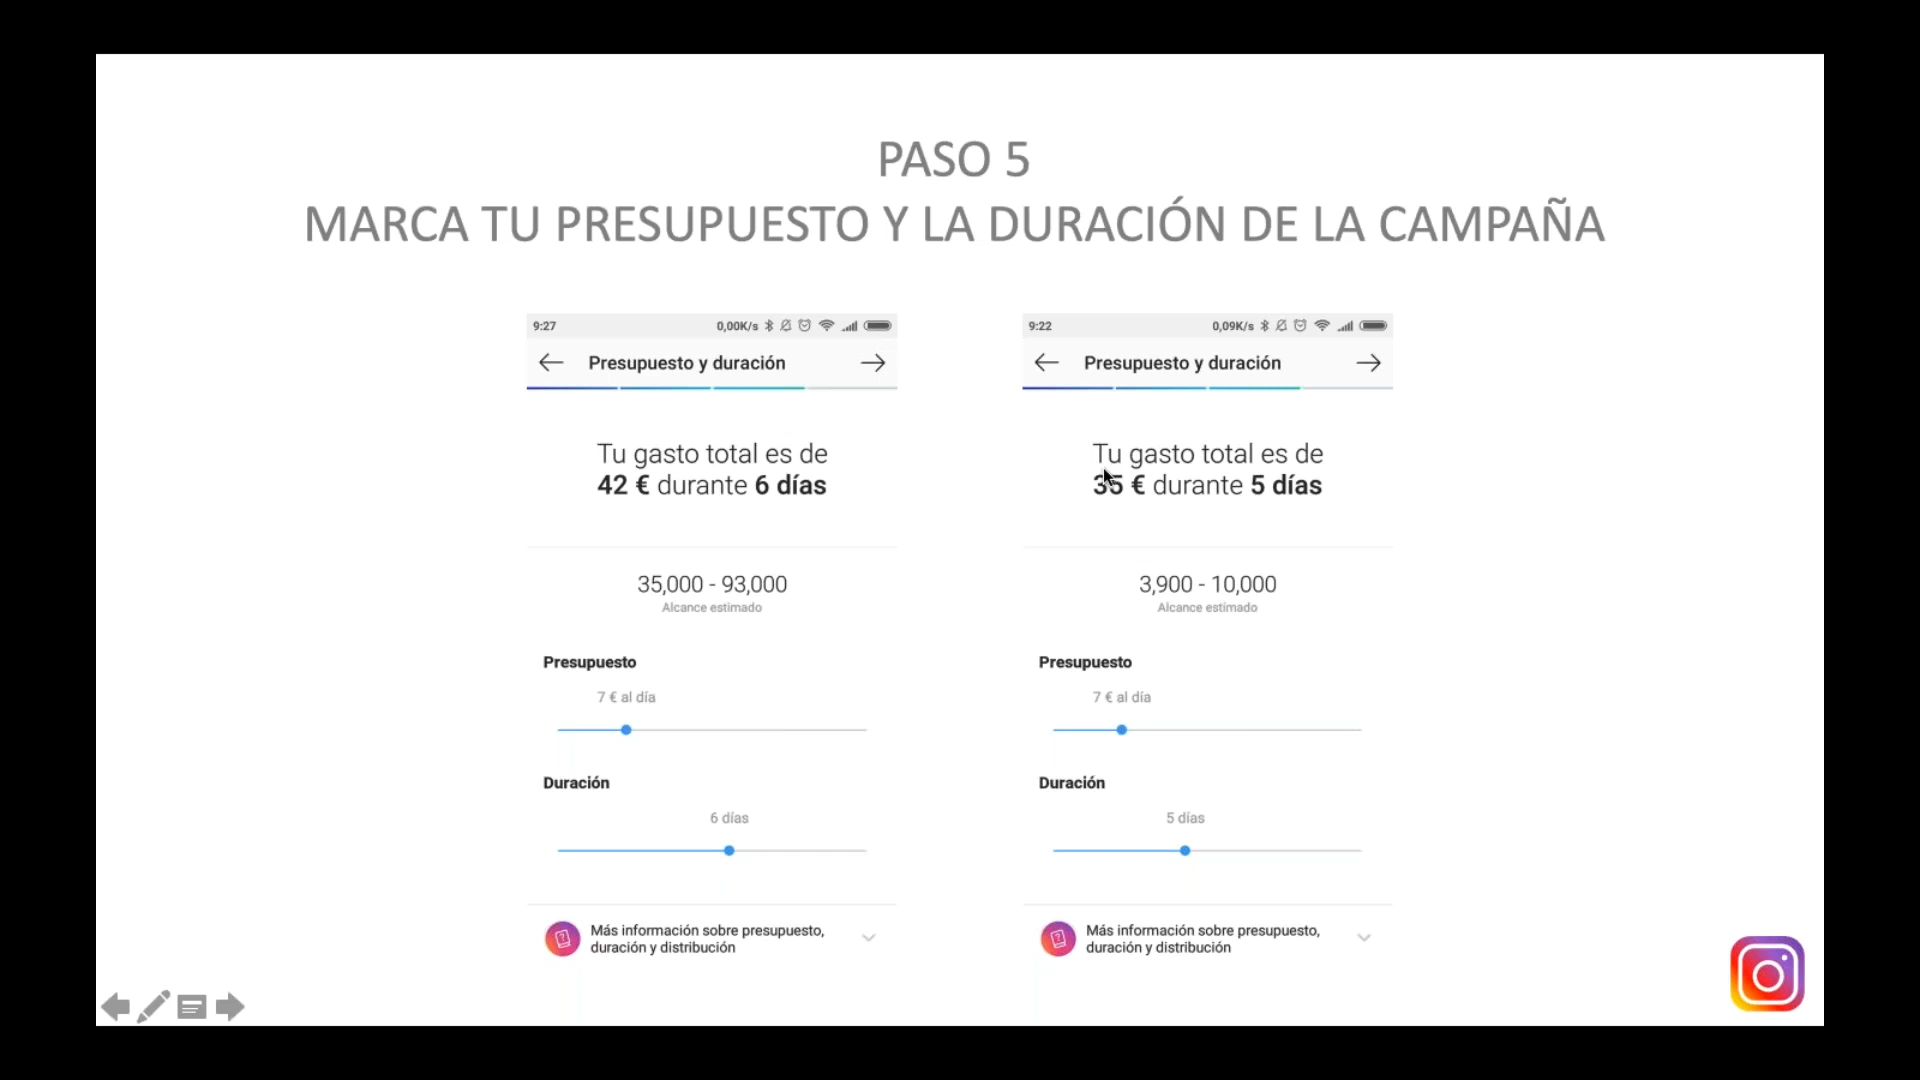 PASO 5
MARCA TU PRESUPUESTO Y LA DURACIÓN DE LA CAMPAÑA
9:27
0,00K/s
Presupuesto y duración
Tu gasto total es de
42 € durante 6 días
35,000 - 93,000
Alcance estimado
Presupuesto
7 € al día
Duración
6 días
Más información sobre presupuesto,
duración y distribución
9:22
0,09K/s
Presupuesto y duración
Tu gasto total es de
35 € durante 5 días
3,900 - 10,000
Alcance estimado
Presupuesto
7 € al día
Duración
5 días
Más información sobre presupuesto,
duración y distribución